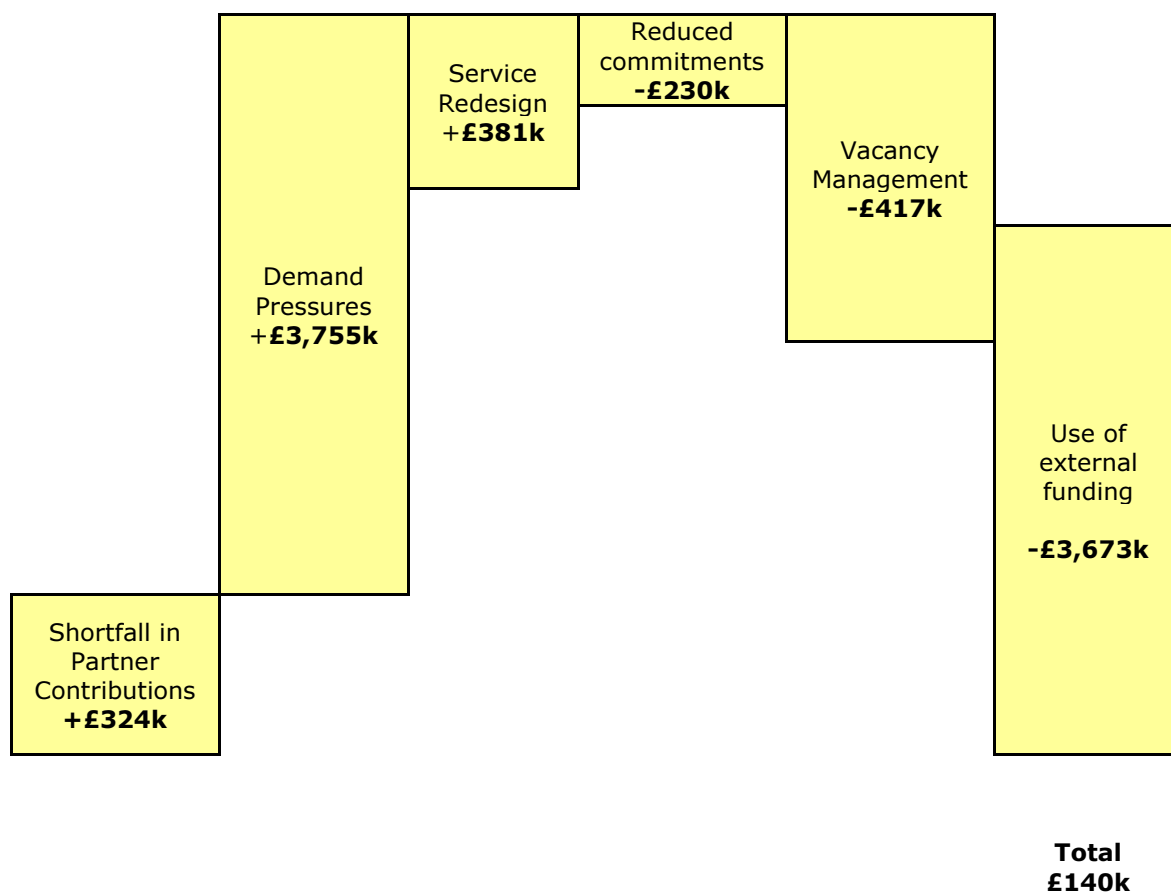 Shortfall in
Partner
Contributions
+£324k
Demand
Pressures
+£3,755k
Service
Redesign
+£381k
Reduced
commitments
-£230k
Vacancy
Management
-£417k
Use of
external
funding
-£3,673k
Total
£140k